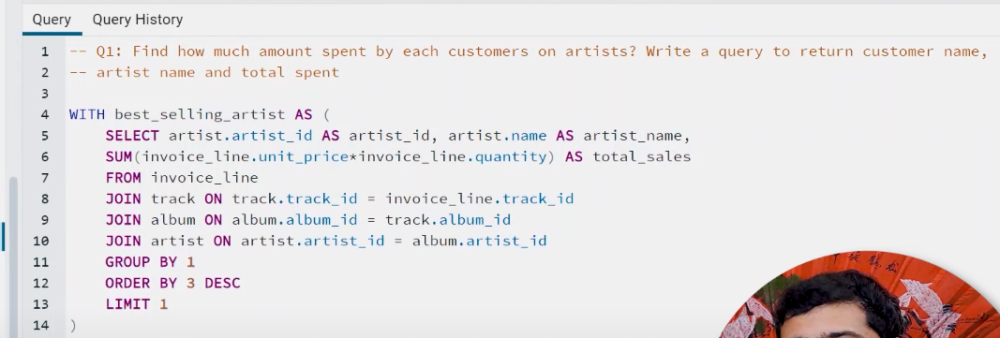 Query Query History
1 -- Q1: Find how much amount spent by each customers on artists? Write a query to return customer name,
2 -- artist name and total spent
3
4 WITH best_selling_artist AS (
5 SELECT artist.artist_id AS artist_id, artist.name AS artist_name,
6 SUM(invoice_line.unit_price*invoice_line.quantity) AS total_sales
7 FROM invoice_line
8 JOIN track ON track.track_id = invoice_line.track_id
9 JOIN album ON album.album_id = track.album_id
10 JOIN artist ON artist.artist_id = album.artist_id
11 GROUP BY 1
12 ORDER BY 3 DESC
13 LIMIT 1
14 )